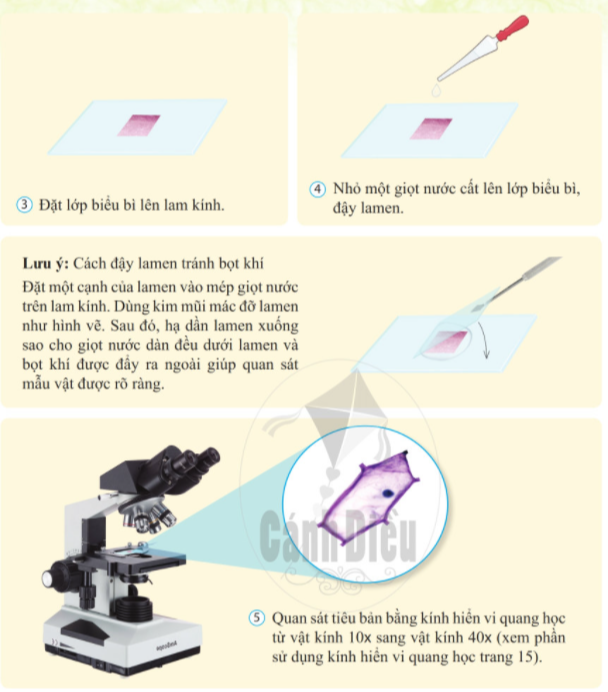 ③ Đặt lớp biểu bì lên lam kính.
④ Nhỏ một giọt nước cất lên lớp biểu bì,
đậy lamen.
Lưu ý: Cách đậy lamen tránh bọt khí
Đặt một cạnh của lamen vào mép giọt nước
trên lam kính. Dùng kim mũi mác đỡ lamen
như hình vẽ. Sau đó, hạ dần lamen xuống
sao cho giọt nước dàn đều dưới lamen và
bọt khí được đẩy ra ngoài giúp quan sát
mẫu vật được rõ ràng.
Cánh Diều
⑤ Quan sát tiêu bản bằng kính hiển vi quang học
từ vật kính 10x sang vật kính 40x (xem phần
sử dụng kính hiển vi quang học trang 15).